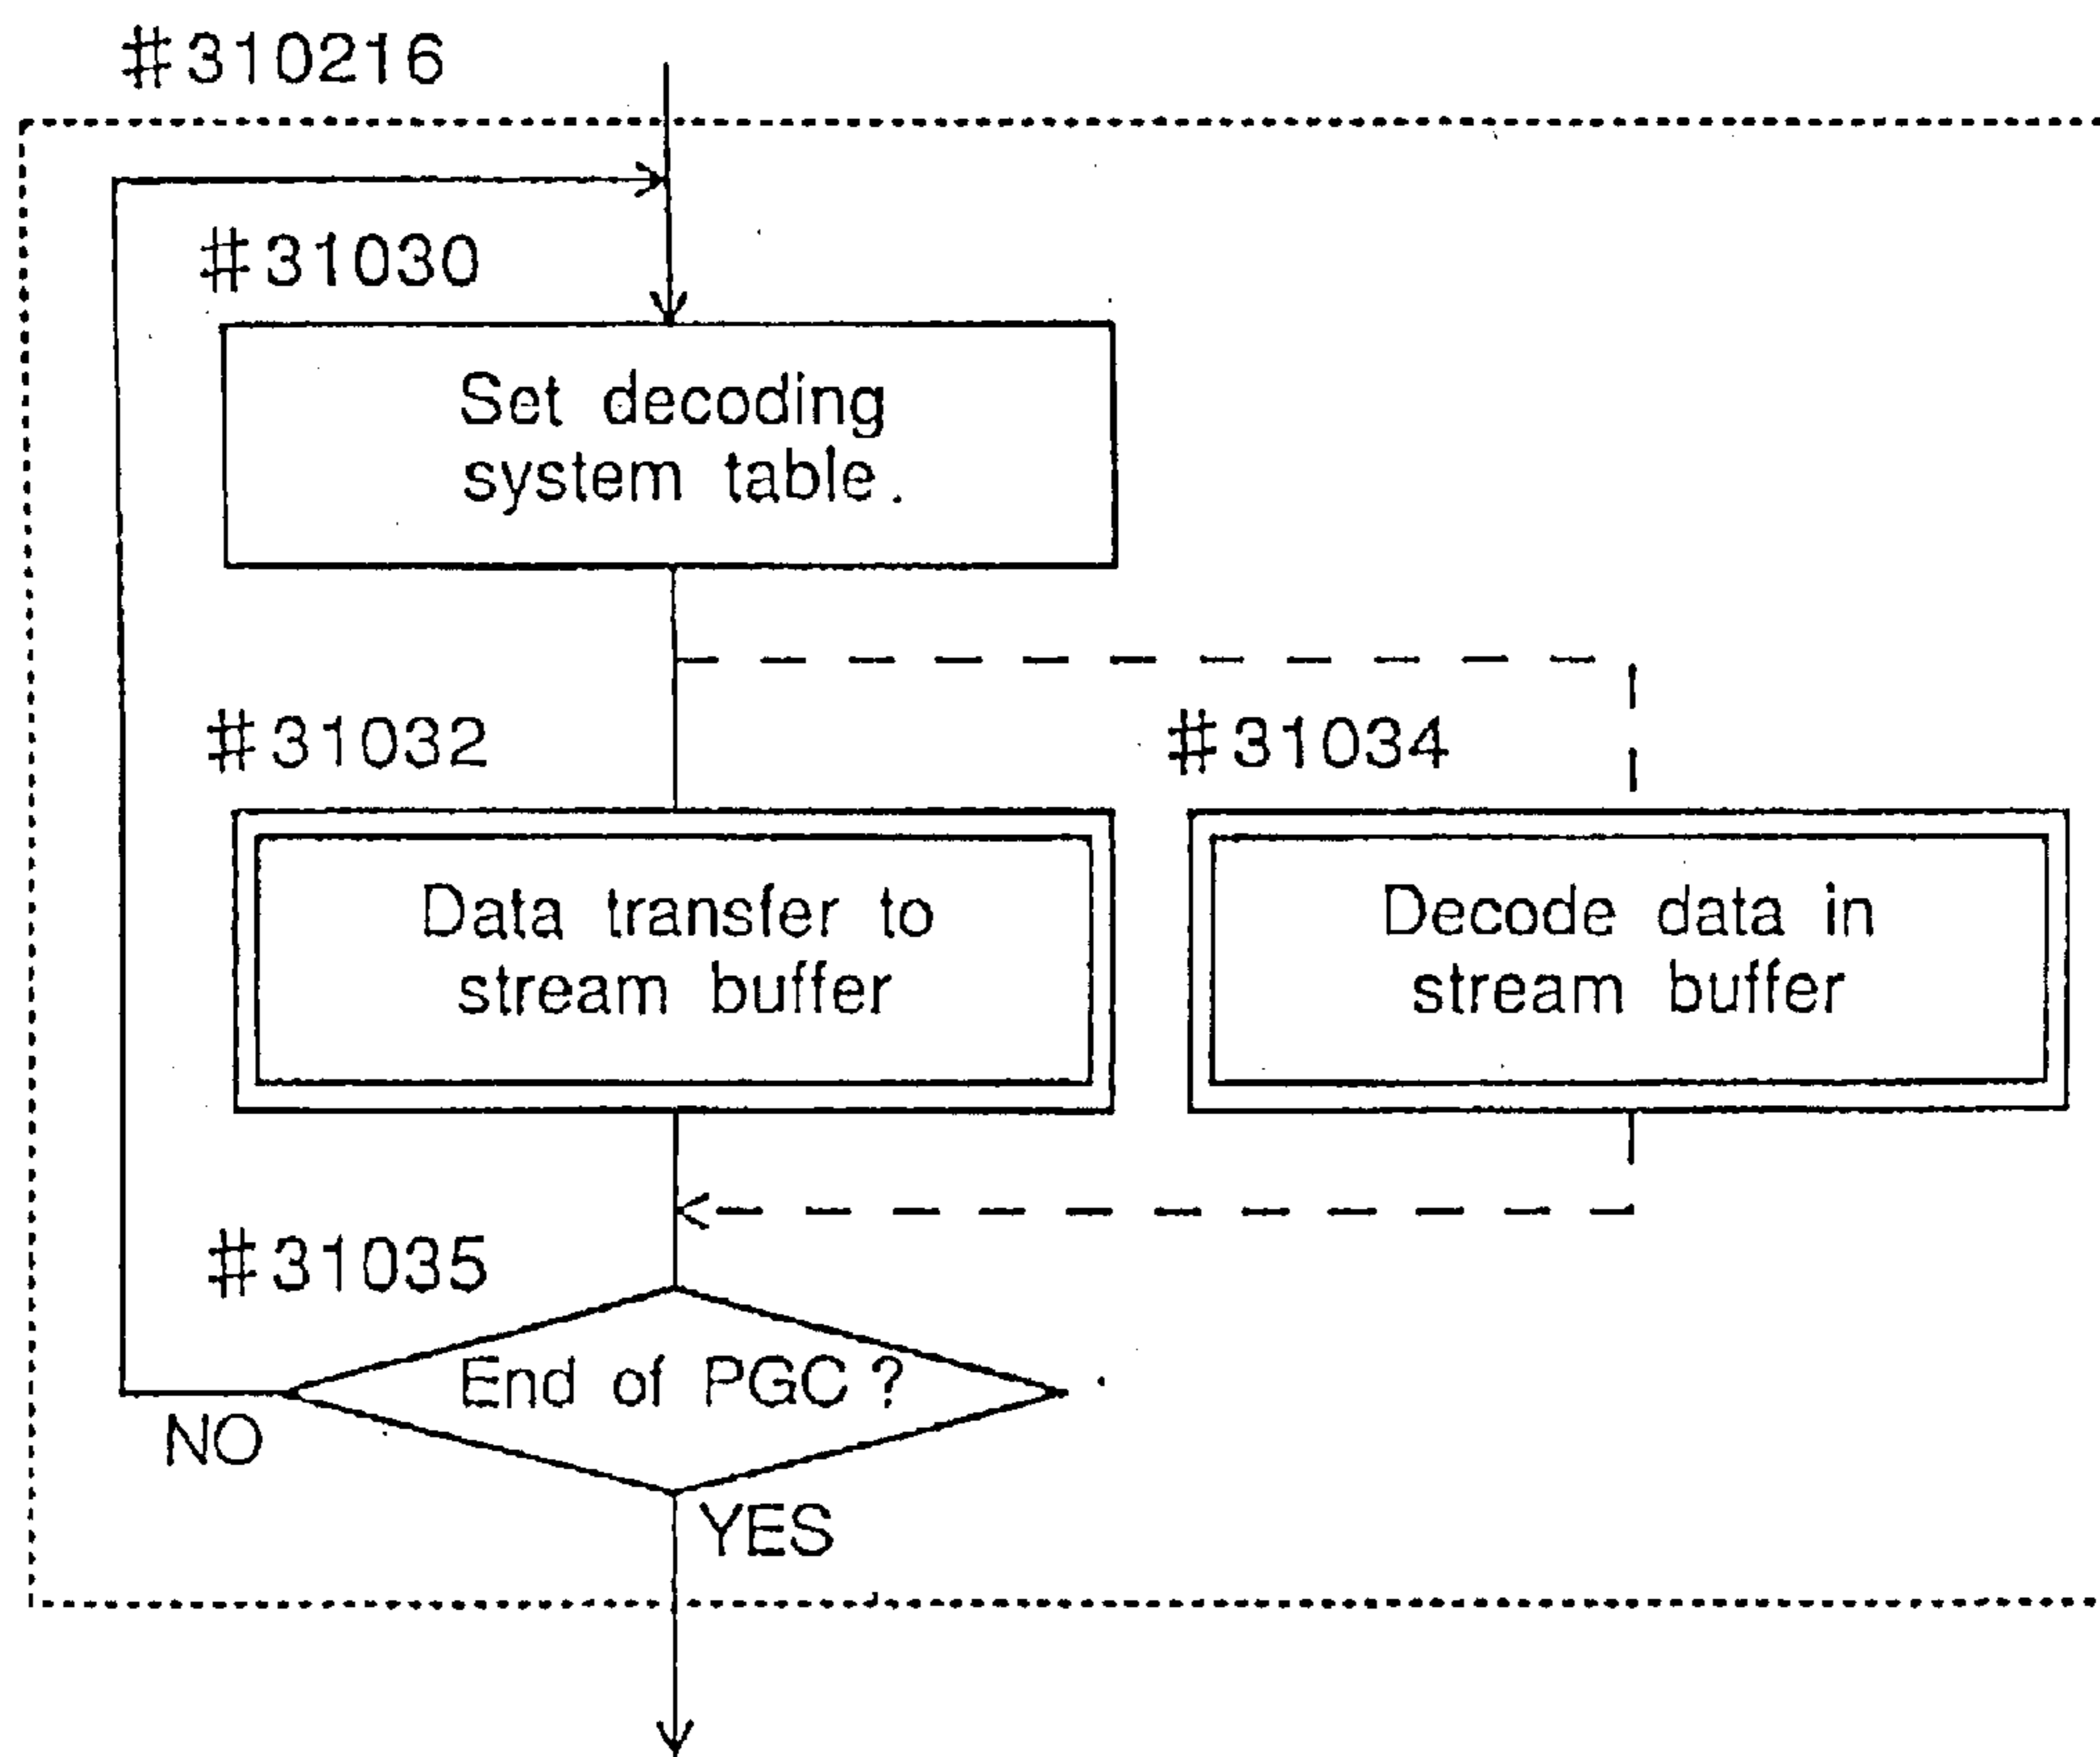 #310216
#31030
Set decoding
system table.
#31032
#31034
Data transfer to
stream buffer
Decode data in
stream buffer
#31035
End of PGC ?
NO
YES